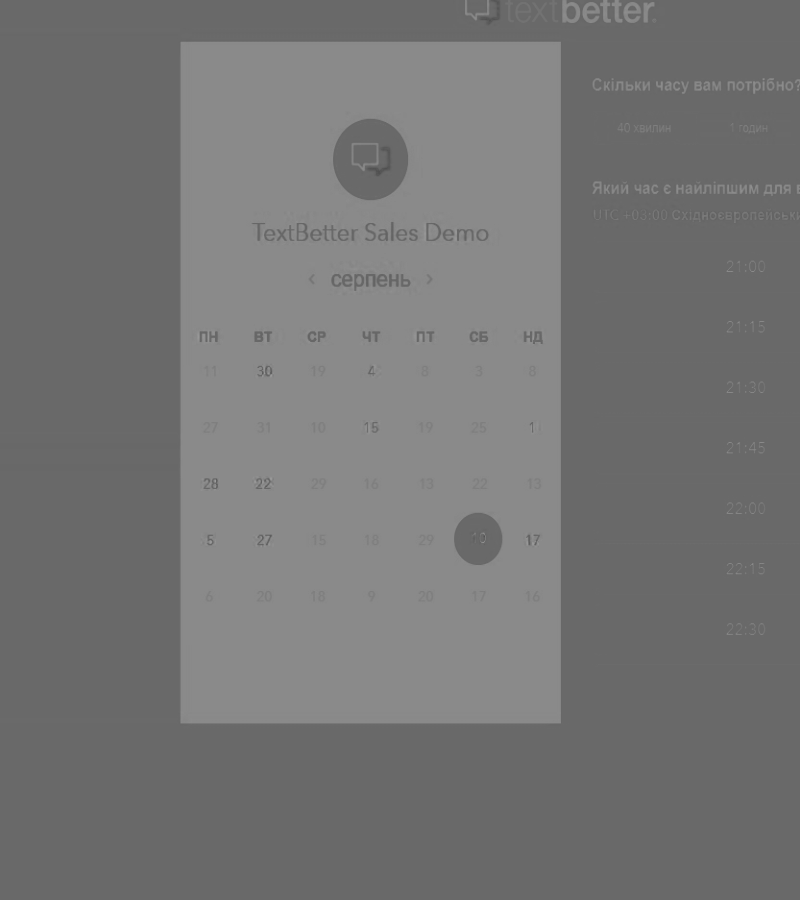 textbetter.
TextBetter Sales Demo
‹ серпень ›
ПН ВТ СР ЧТ ПТ СБ НД
11 30 19 4 8 3 8
27 31 10 15 19 25 1
28 22 29 16 13 22 13
5 27 15 18 29 10 17
6 20 18 9 20 17 16
Скільки часу вам потрібно?
40 хвилин 1 годин
Який час є найліпшим для в
UTC +03:00 Східноєвропейськи
21:00
21:15
21:30
21:45
22:00
22:15
22:30